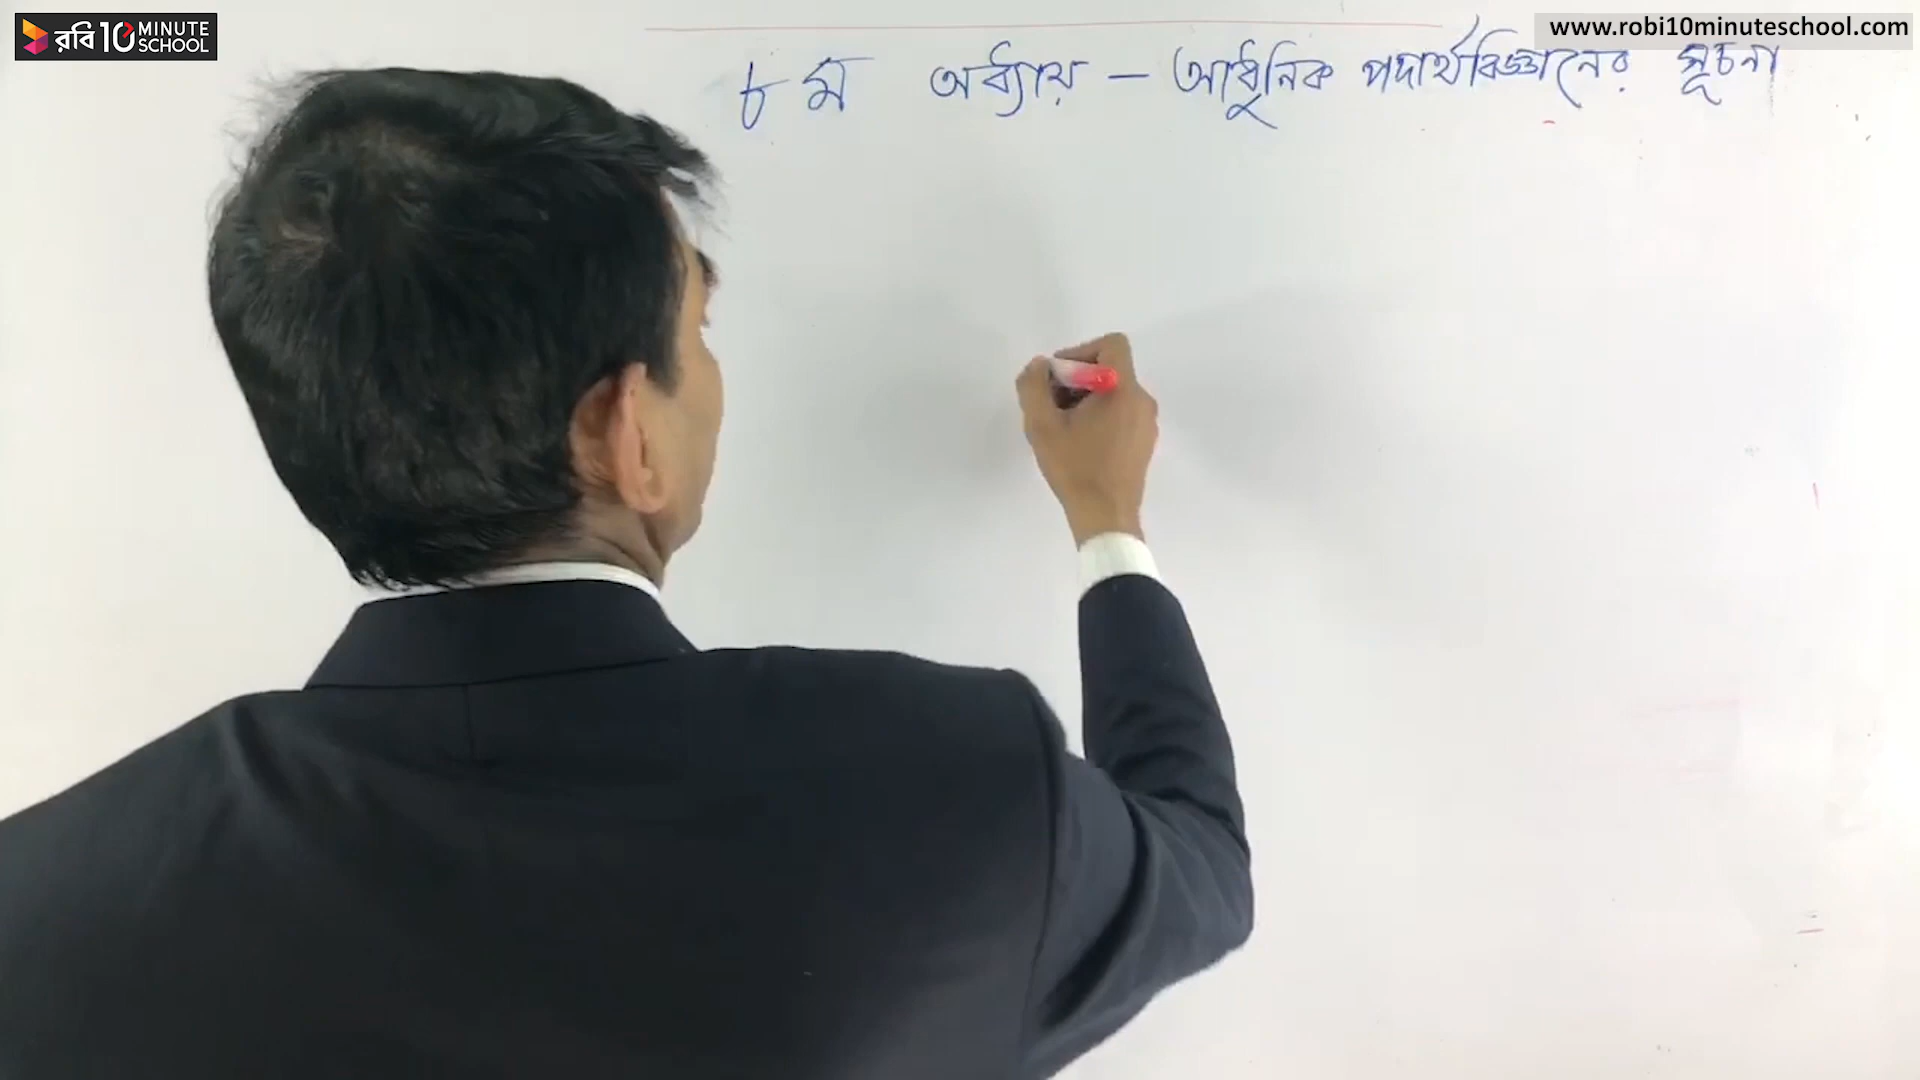 রবি 10 MINUTE SCHOOL
www.robi10minuteschool.com
৮ম অধ্যায় – আধুনিক পদার্থবিজ্ঞানের সূচনা